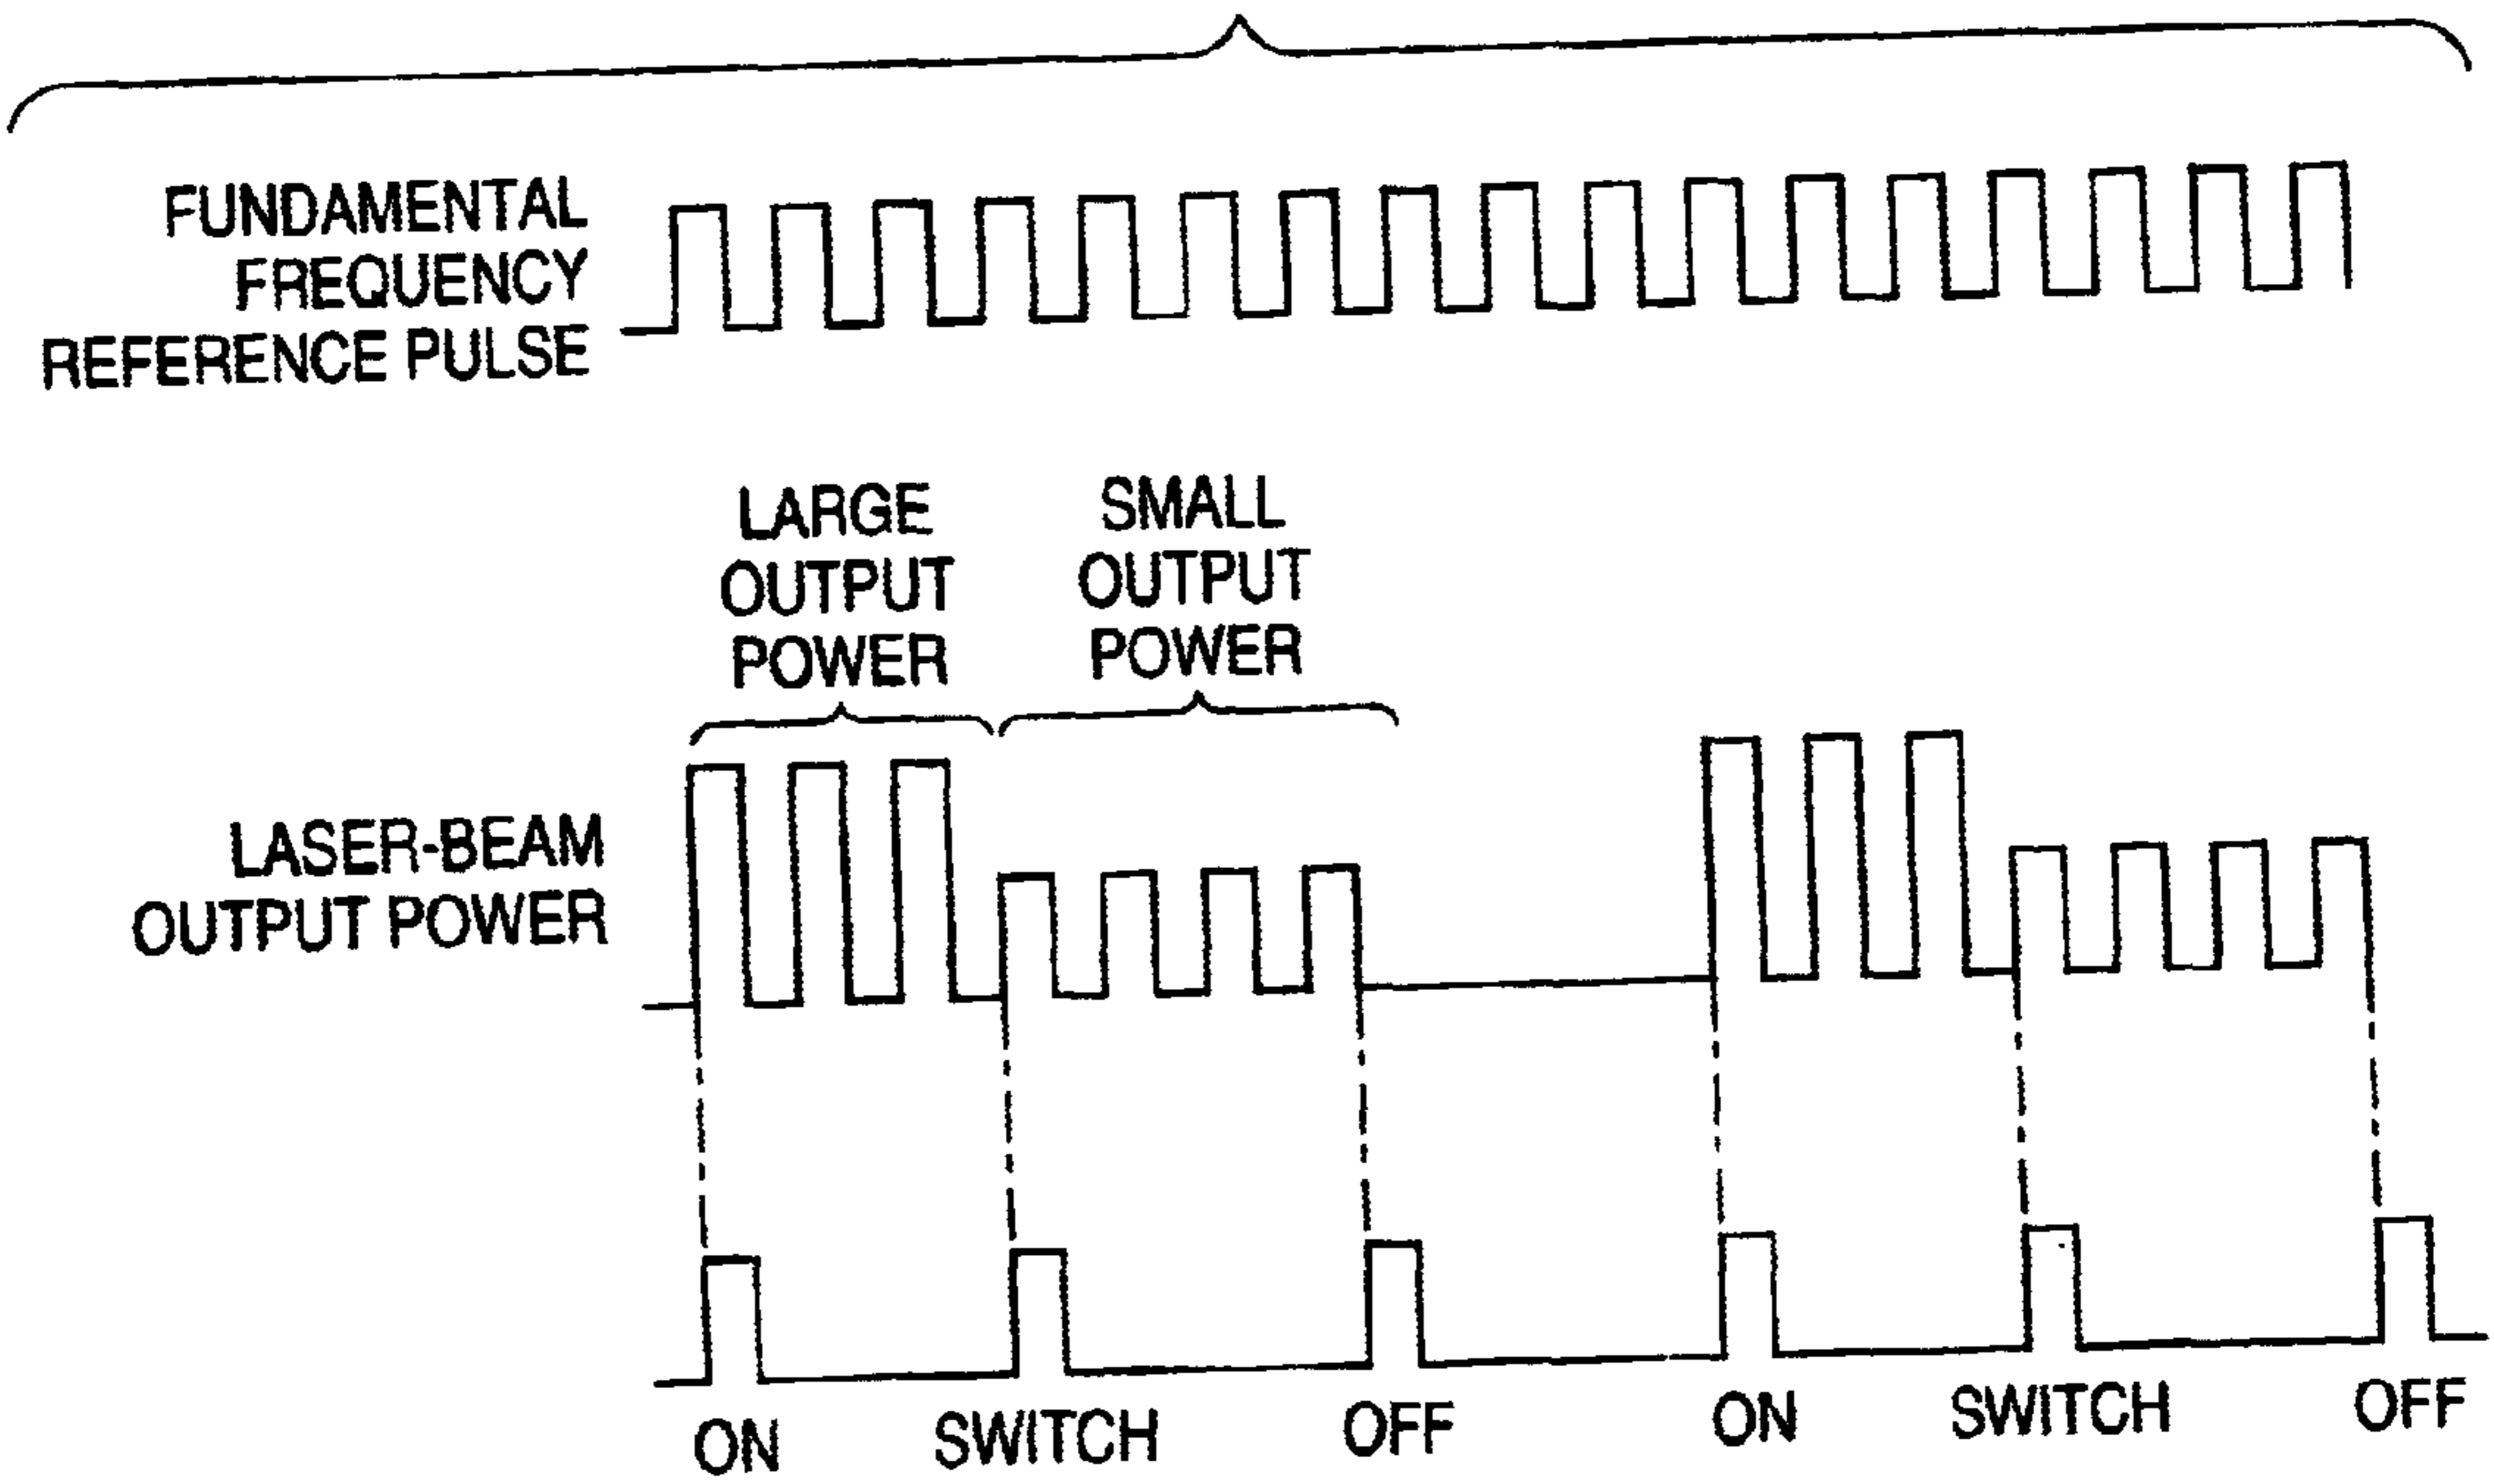 FUNDAMENTAL
FREQUENCY
REFERENCE PULSE
LARGE
OUTPUT
POWER
SMALL
OUTPUT
POWER
LASER-BEAM
OUTPUT POWER
ON
SWITCH
OFF
ON
SWITCH
OFF